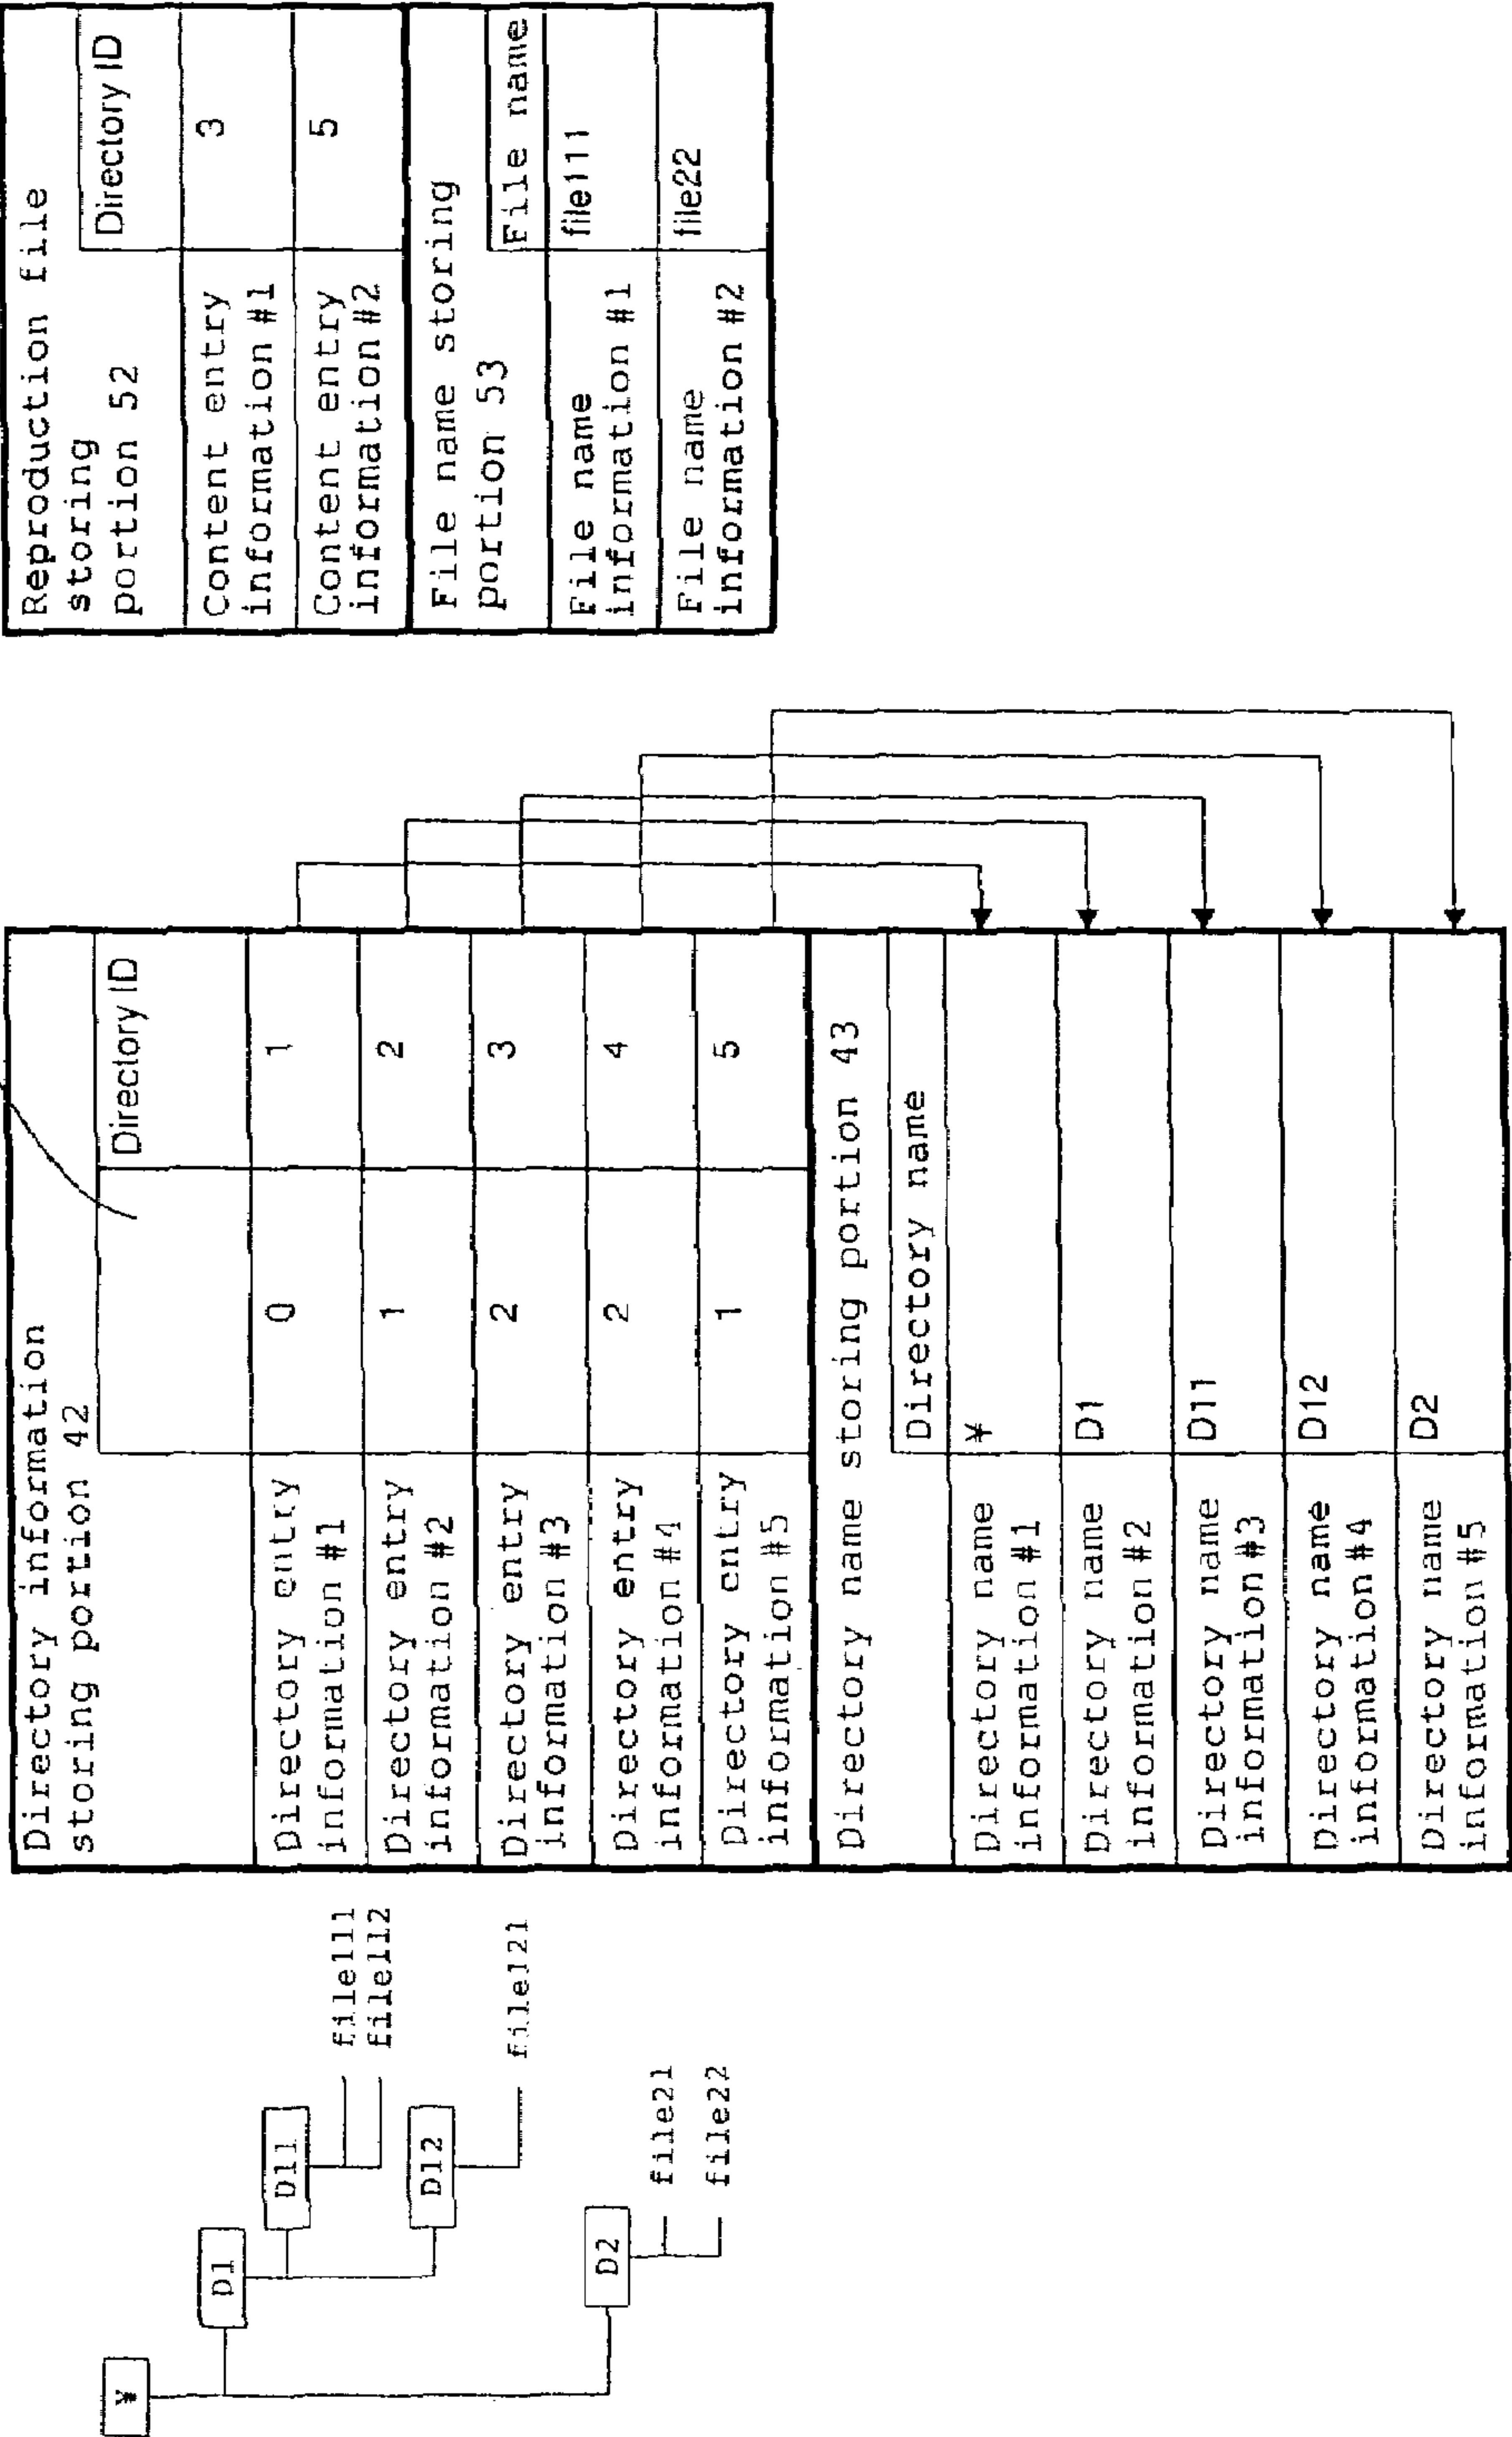 ¥
D1
D11
file111
file112
D12
file121
D2
file21
file22
Directory information
storing portion 42
Directory ID
Directory entry
information #1
0
1
Directory entry
information #2
1
2
Directory entry
information #3
2
3
Directory entry
information #4
2
4
Directory entry
information #5
1
5
Directory name storing portion 43
Directory name
Directory name
information #1
¥
Directory name
information #2
D1
Directory name
information #3
D11
Directory name
information #4
D12
Directory name
information #5
D2
Reproduction file
storing
portion 52
Directory ID
Content entry
information #1
3
Content entry
information #2
5
File name storing
portion 53
File name
File name
information #1
file111
File name
information #2
file22